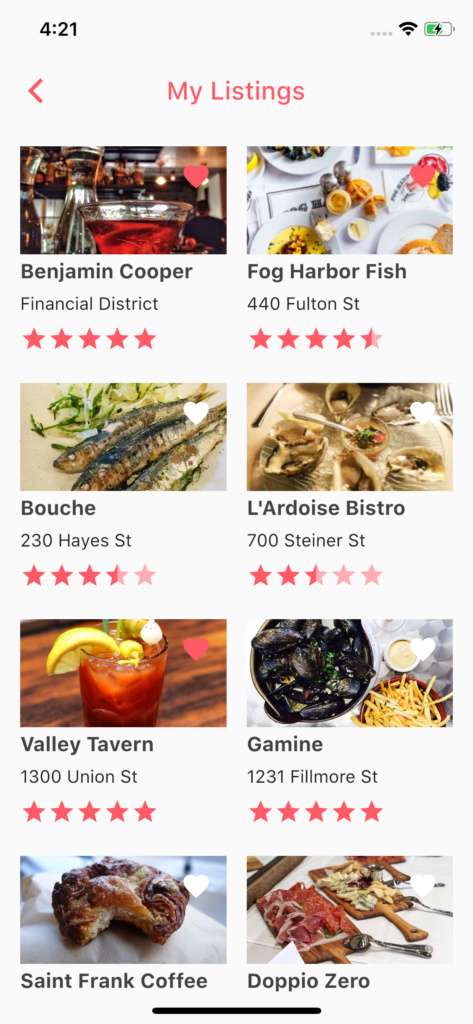 4:21
My Listings
Benjamin Cooper
Financial District
Fog Harbor Fish
440 Fulton St
Bouche
230 Hayes St
L'Ardoise Bistro
700 Steiner St
Valley Tavern
1300 Union St
Gamine
1231 Fillmore St
Saint Frank Coffee
Doppio Zero